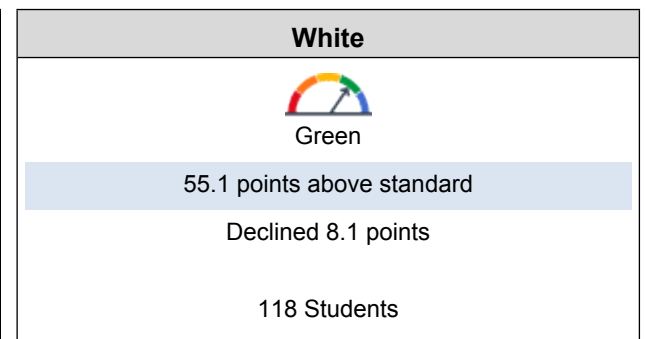 White
Green
55.1 points above standard
Declined 8.1 points
118 Students